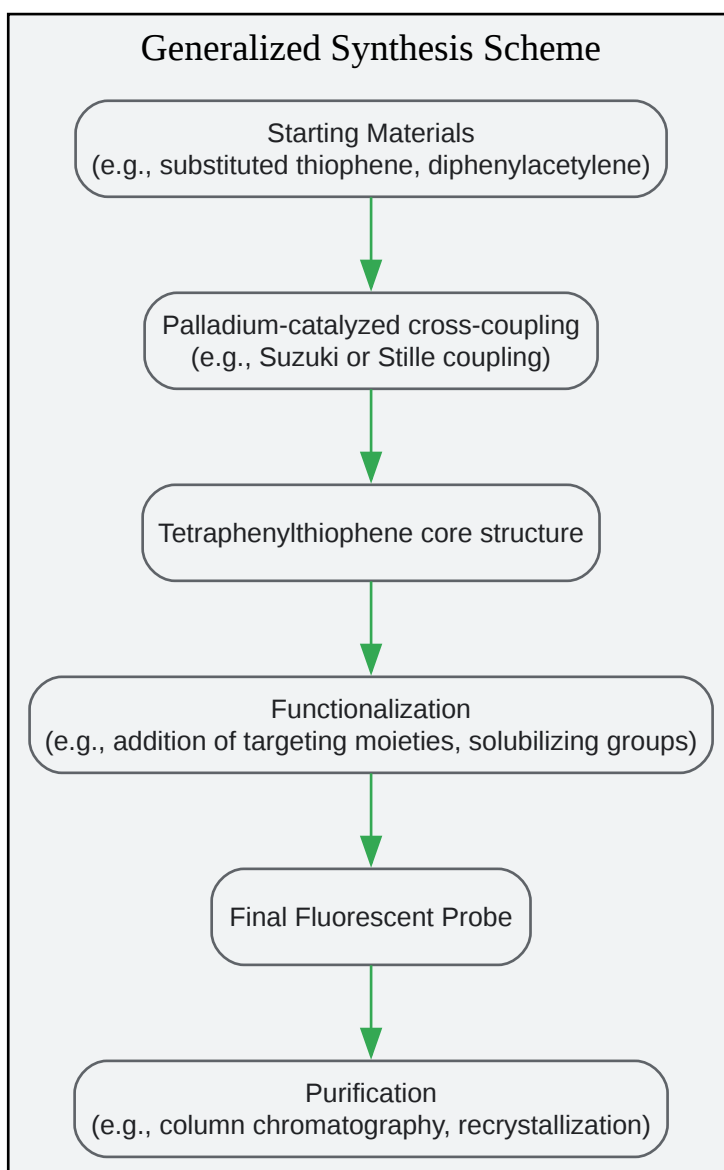 Generalized Synthesis Scheme
Starting Materials
(e.g., substituted thiophene, diphenylacetylene)
Palladium-catalyzed cross-coupling
(e.g., Suzuki or Stille coupling)
Tetraphenylthiophene core structure
Functionalization
(e.g., addition of targeting moieties, solubilizing groups)
Final Fluorescent Probe
Purification
(e.g., column chromatography, recrystallization)